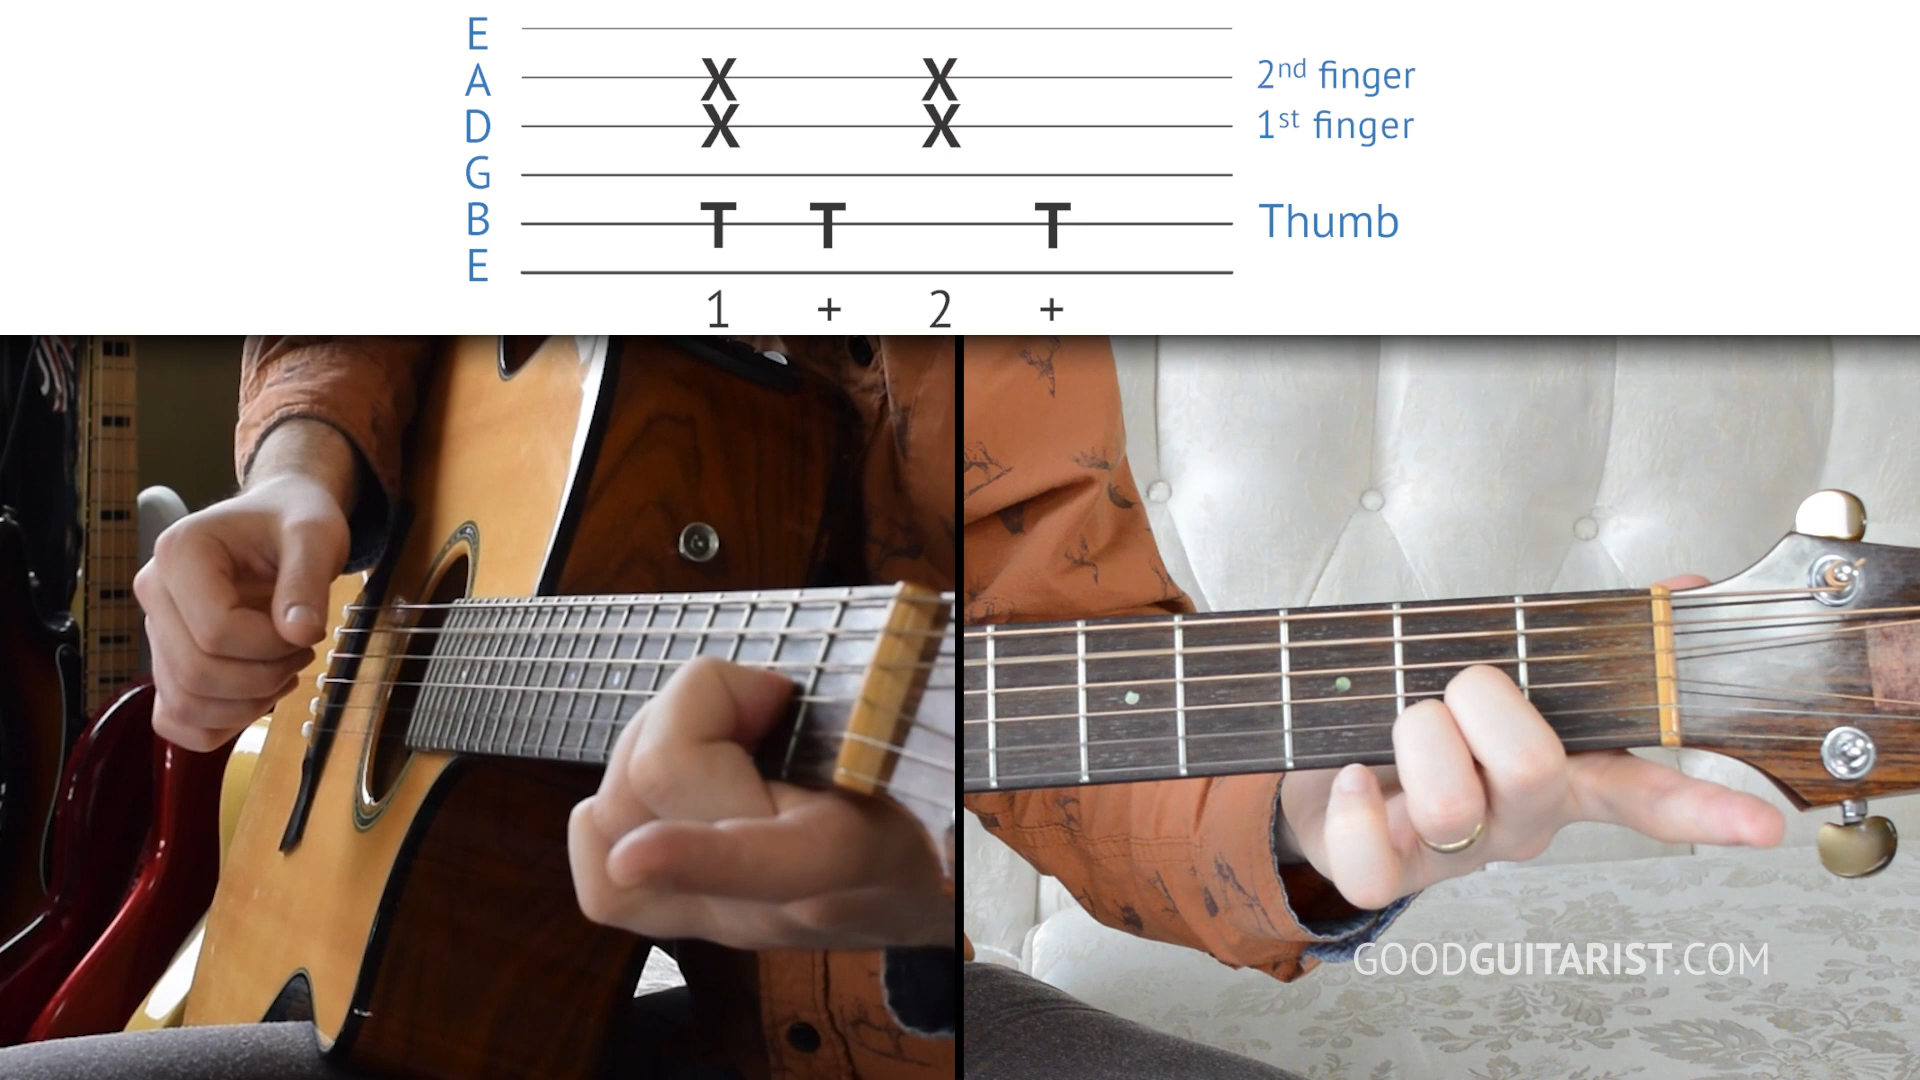 E
A X X 2nd finger
D X X 1st finger
G
B T T T Thumb
E
1 + 2 +
GOODGUITARIST.COM